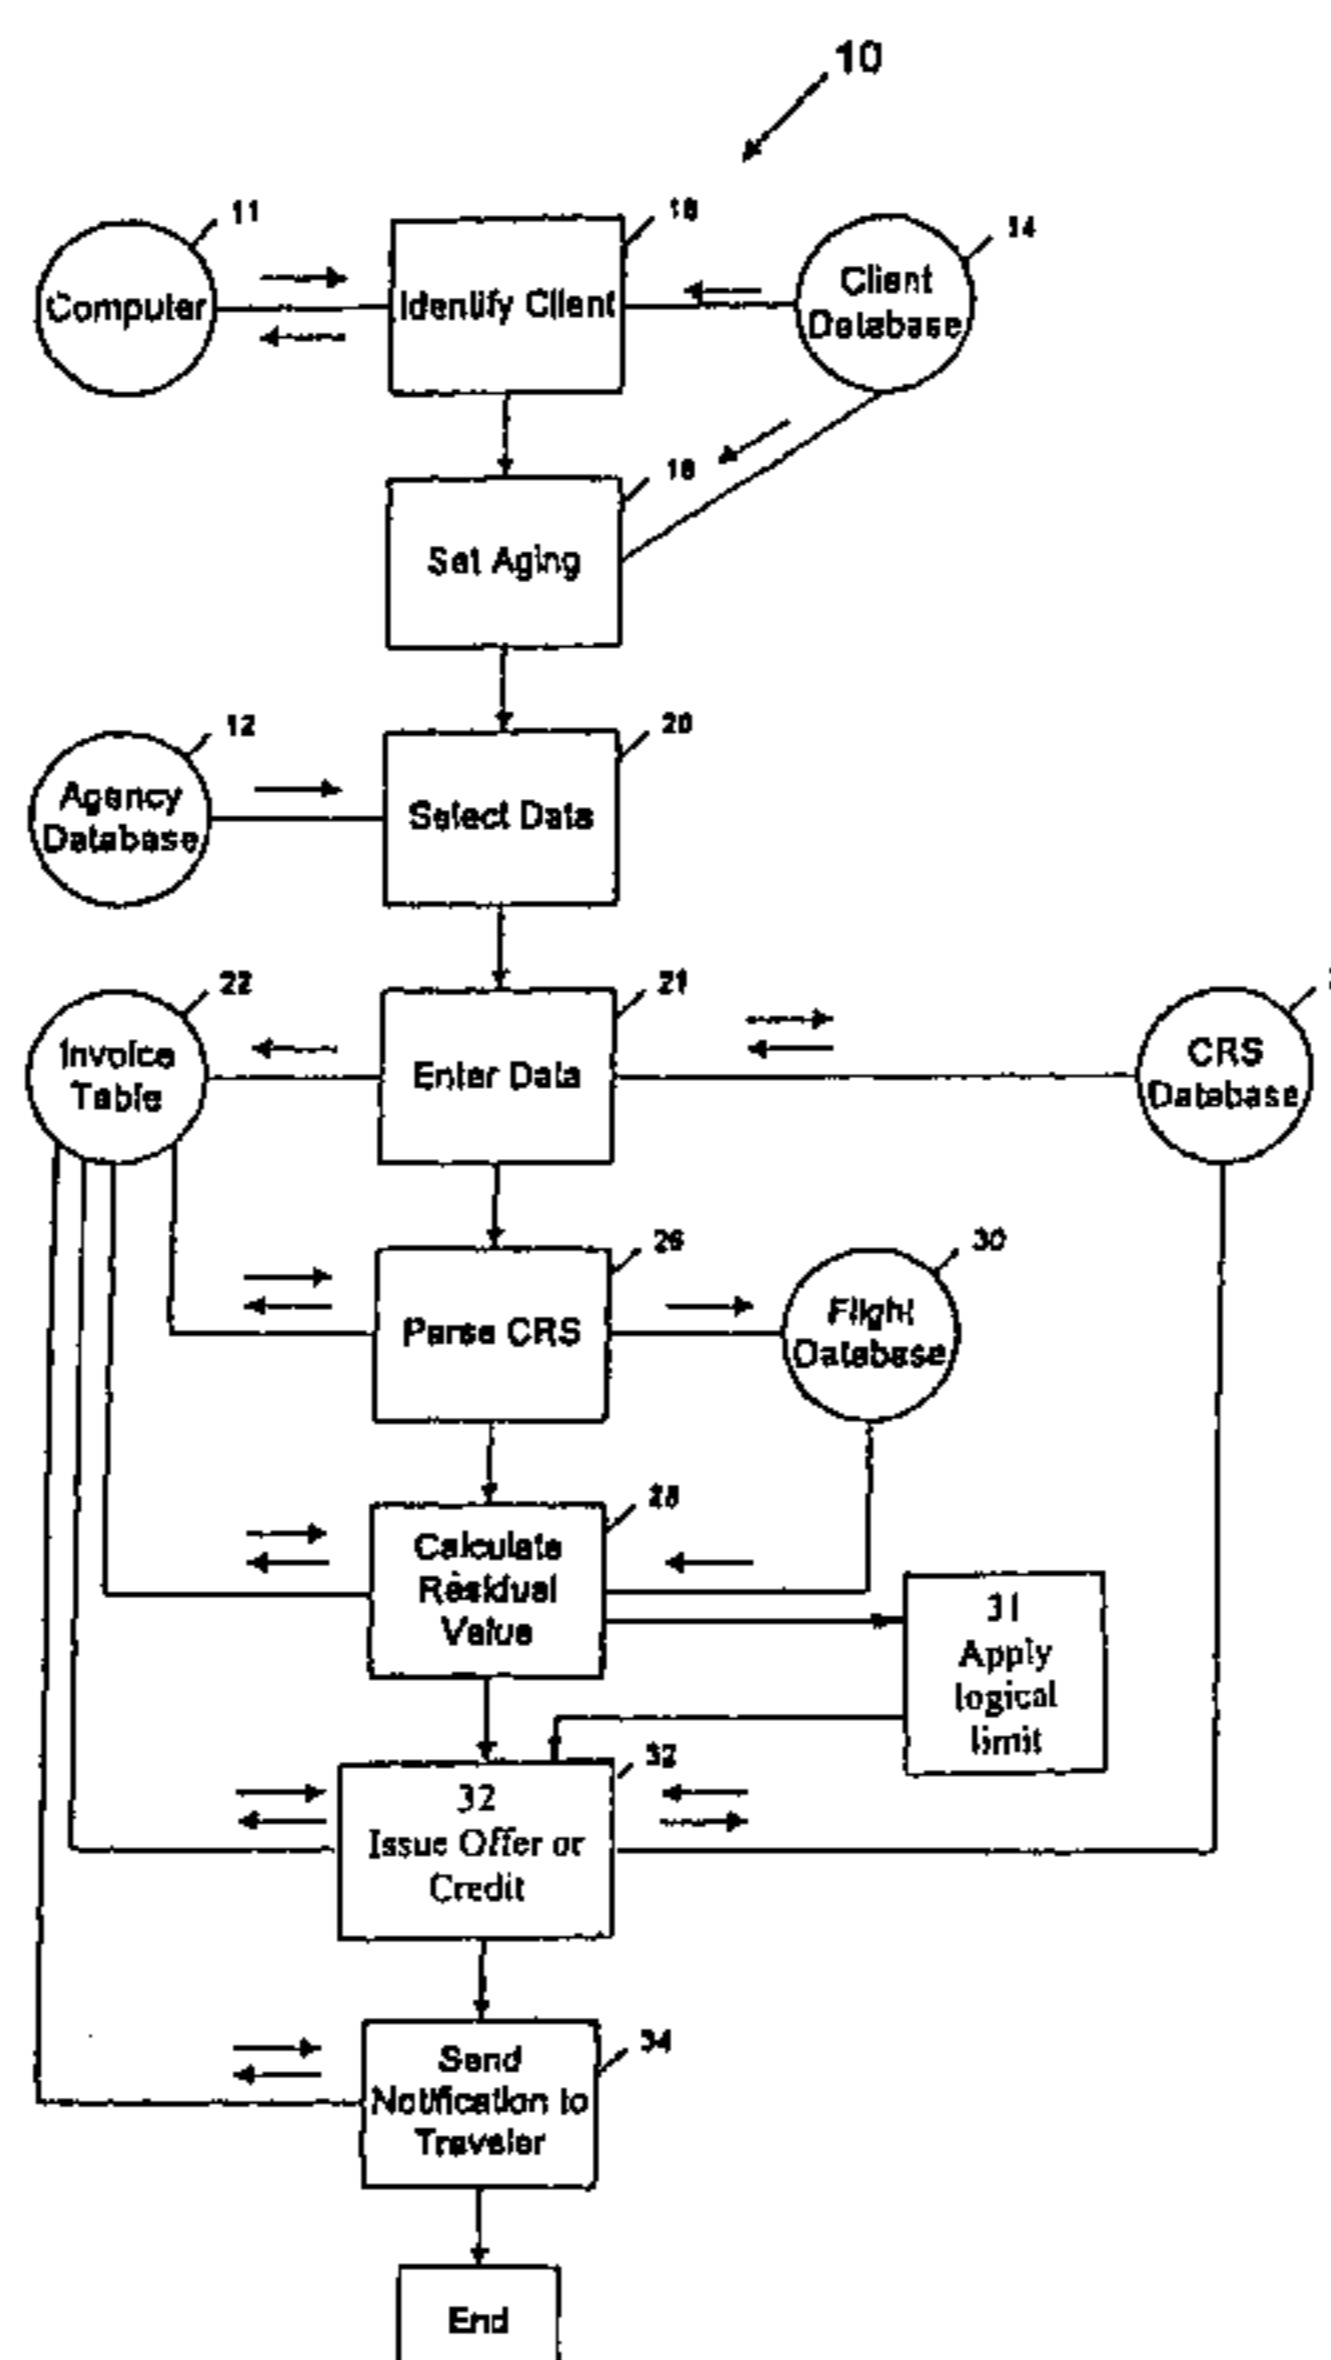 10
11
Computer
Identify Client
14
Client
Database
Set Aging
12
Agency
Database
20
Select Data
22
Invoice
Table
21
Enter Data
CRS
Database
26
Parse CRS
30
Flight
Database
28
Calculate
Residual
Value
31
Apply
logical
limit
32
32
Issue Offer or
Credit
34
Send
Notification to
Traveler
End